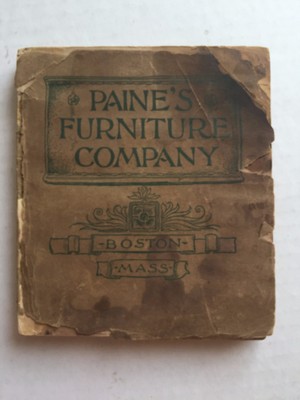 PAINE'S
FURNITURE
COMPANY
BOSTON
MASS